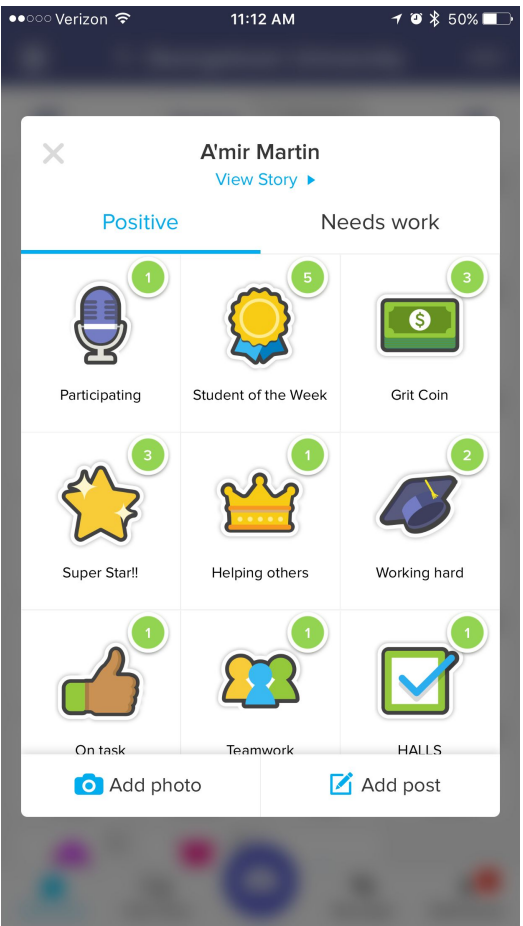 Verizon 11:12 AM 50%
A'mir Martin
View Story
Positive Needs work
1 5 3
$
Participating Student of the Week Grit Coin
3 1 2
Super Star!! Helping others Working hard
1 1 1
On task Teamwork HALLS
Add photo Add post